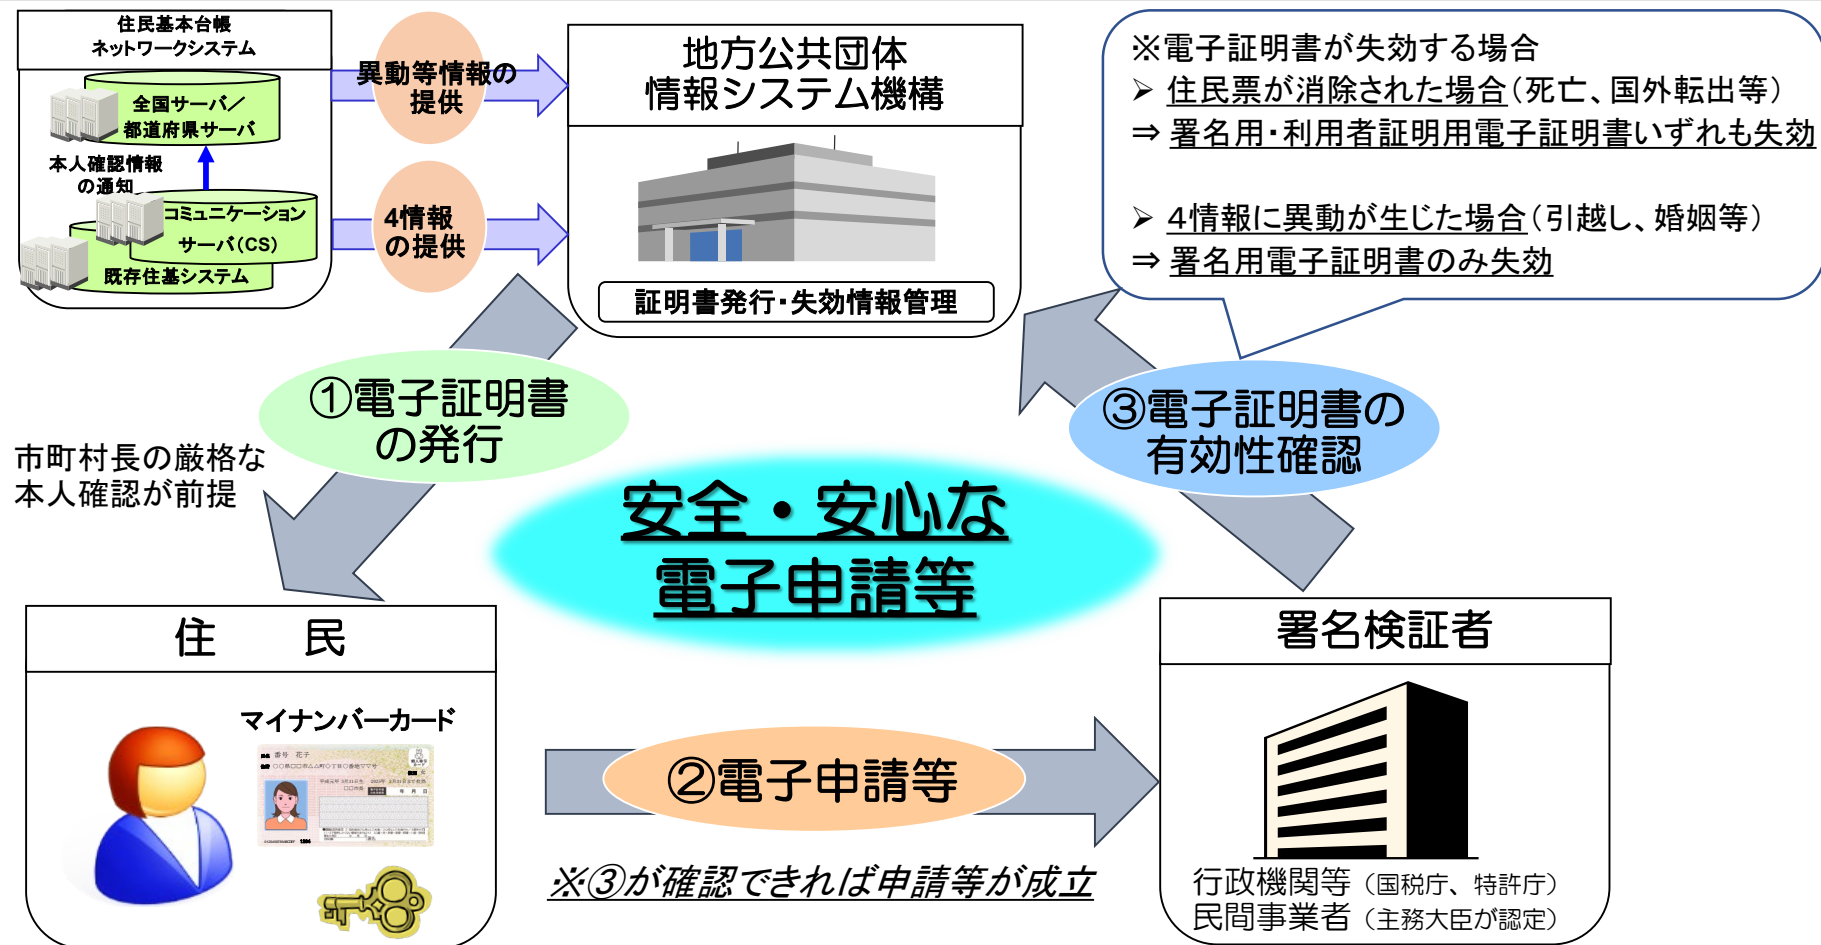 住民基本台帳
ネットワークシステム
全国サーバ／
都道府県サーバ
本人確認情報
の通知
コミュニケーション
サーバ(CS)
既存住基システム
異動等情報の
提供
4情報
の提供
地方公共団体
情報システム機構
証明書発行・失効情報管理
※電子証明書が失効する場合
➢ 住民票が消除された場合（死亡、国外転出等）
⇒ 署名用・利用者証明用電子証明書いずれも失効
➢ ４情報に異動が生じた場合（引越し、婚姻等）
⇒ 署名用電子証明書のみ失効
①電子証明書
の発行
市町村長の厳格な
本人確認が前提
③電子証明書の
有効性確認
安全・安心な
電子申請等
住　民
マイナンバーカード
番号 花子
②電子申請等
※③が確認できれば申請等が成立
署名検証者
行政機関等（国税庁、特許庁）
民間事業者（主務大臣が認定）